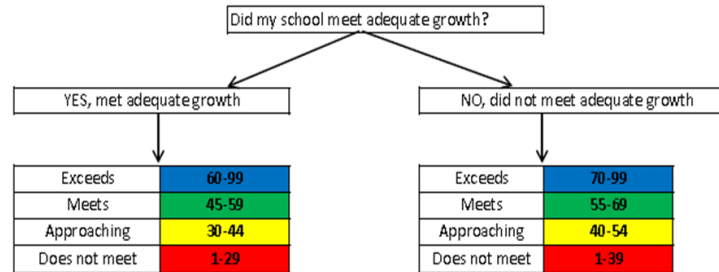 Did my school meet adequate growth?
YES, met adequate growth
NO, did not meet adequate growth
Exceeds 60-99
Meets 45-59
Approaching 30-44
Does not meet 1-29
Exceeds 70-99
Meets 55-69
Approaching 40-54
Does not meet 1-39